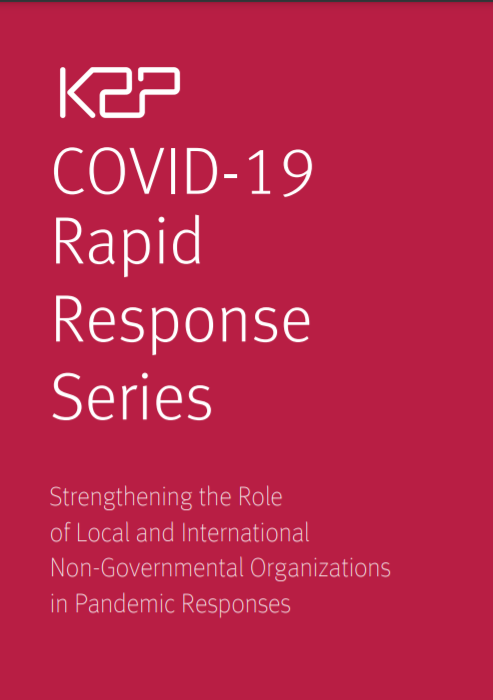 K2P
COVID-19
Rapid
Response
Series
Strengthening the Role
of Local and International
Non-Governmental Organizations
in Pandemic Responses